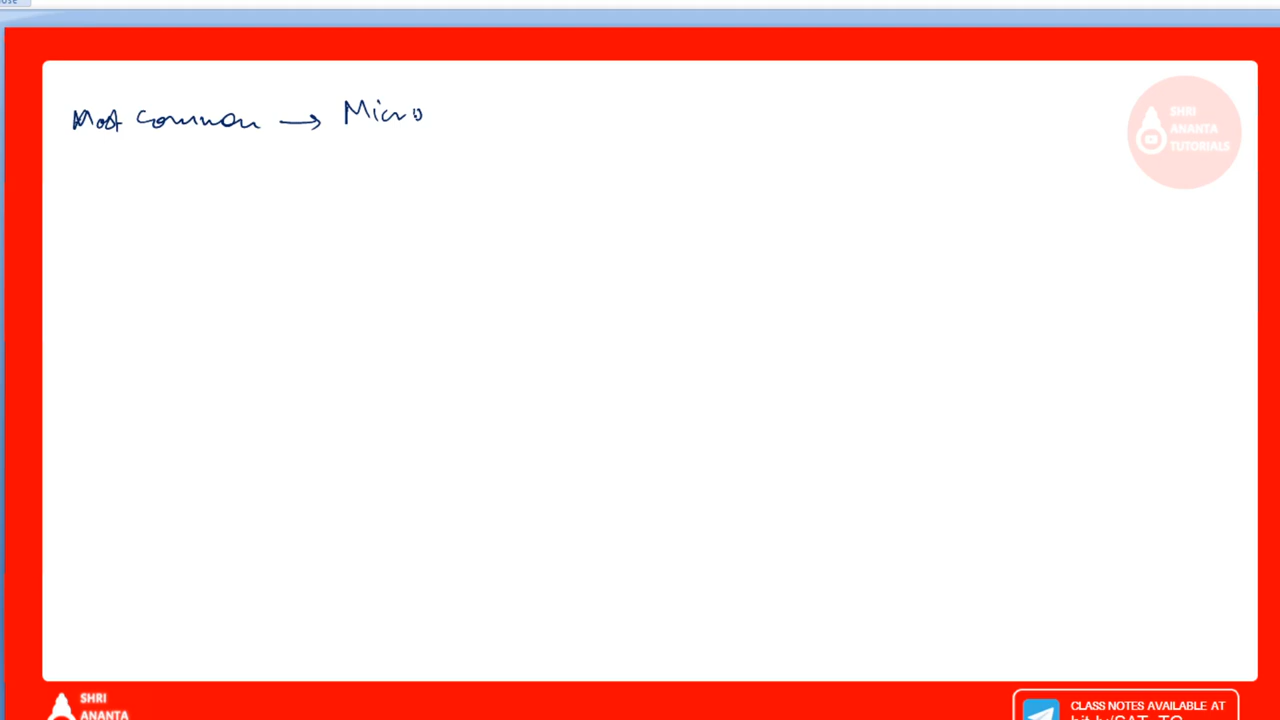 Most Common → Micro
SHRI
ANANTA
TUTORIALS
SHRI
ANANTA
CLASS NOTES AVAILABLE AT